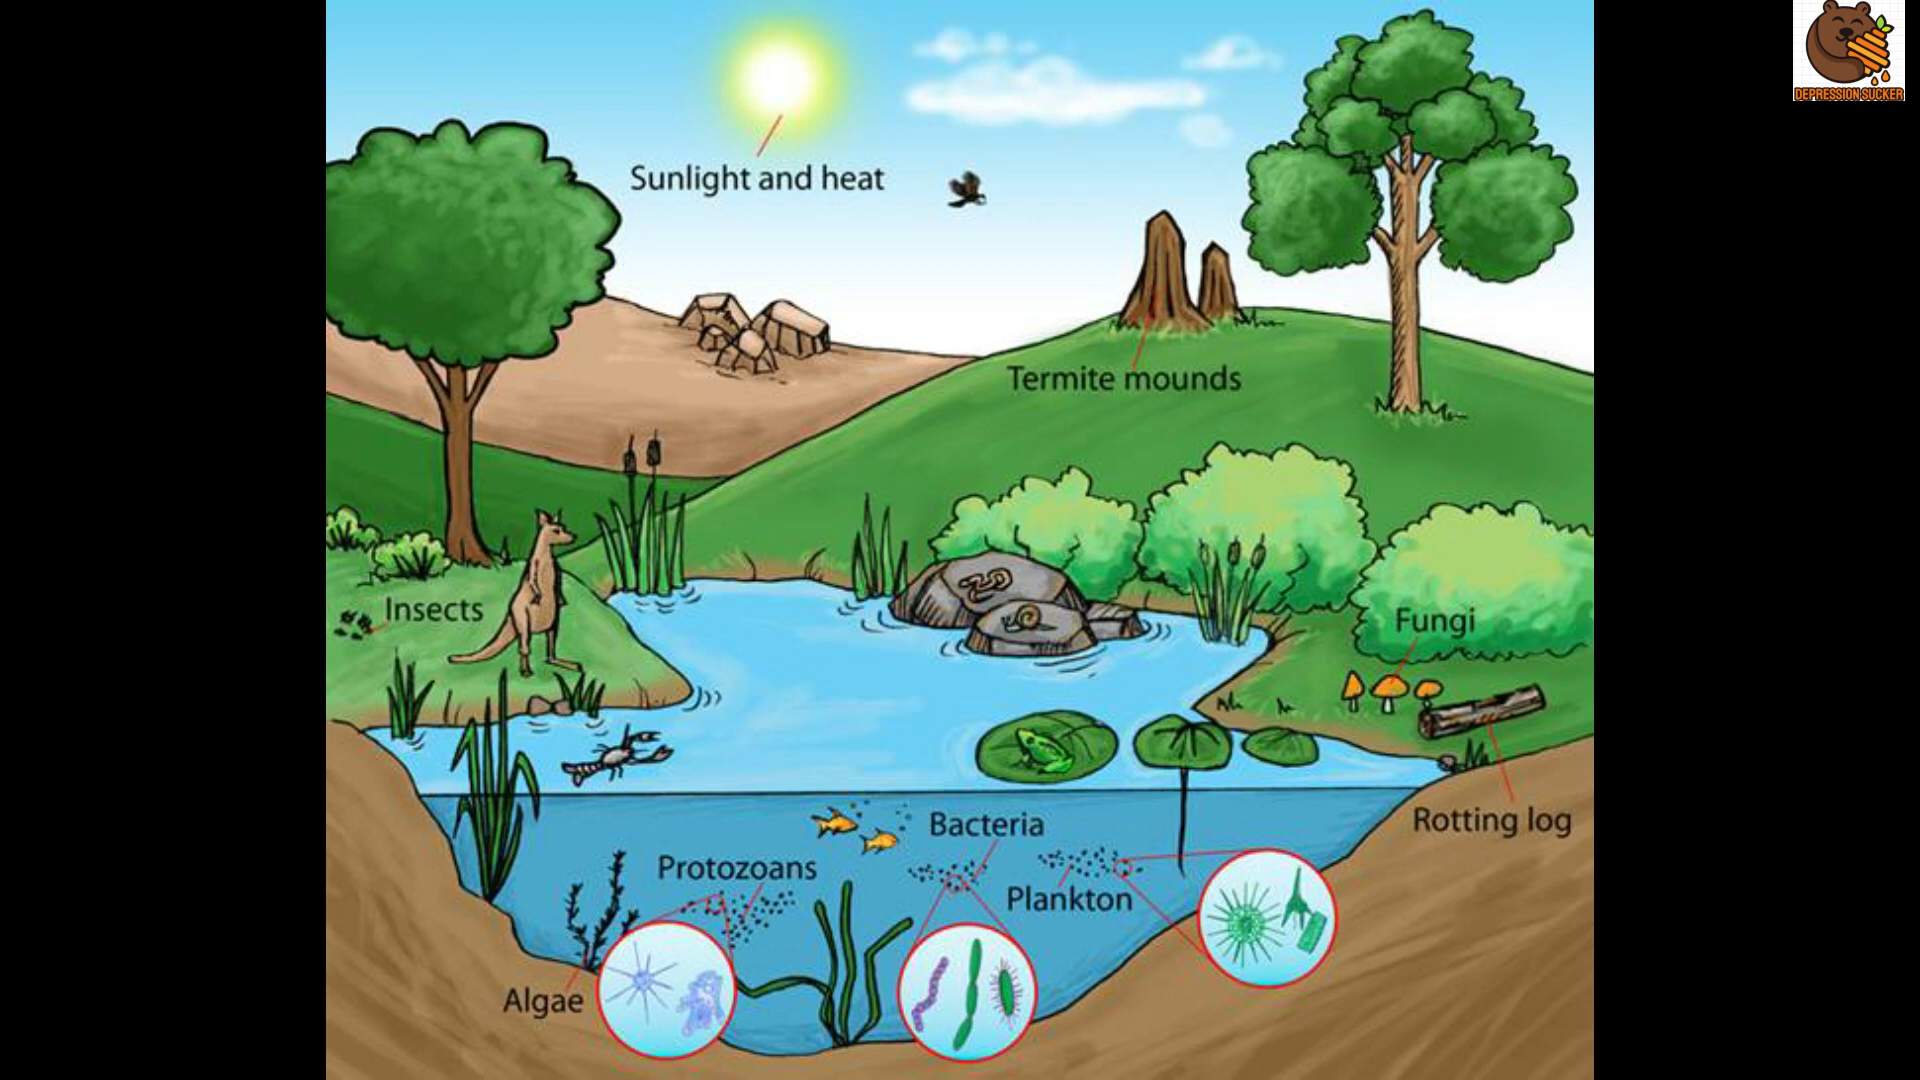 DEPRESSION SUCKER
Sunlight and heat
Termite mounds
Insects
Fungi
Rotting log
Bacteria
Protozoans
Plankton
Algae